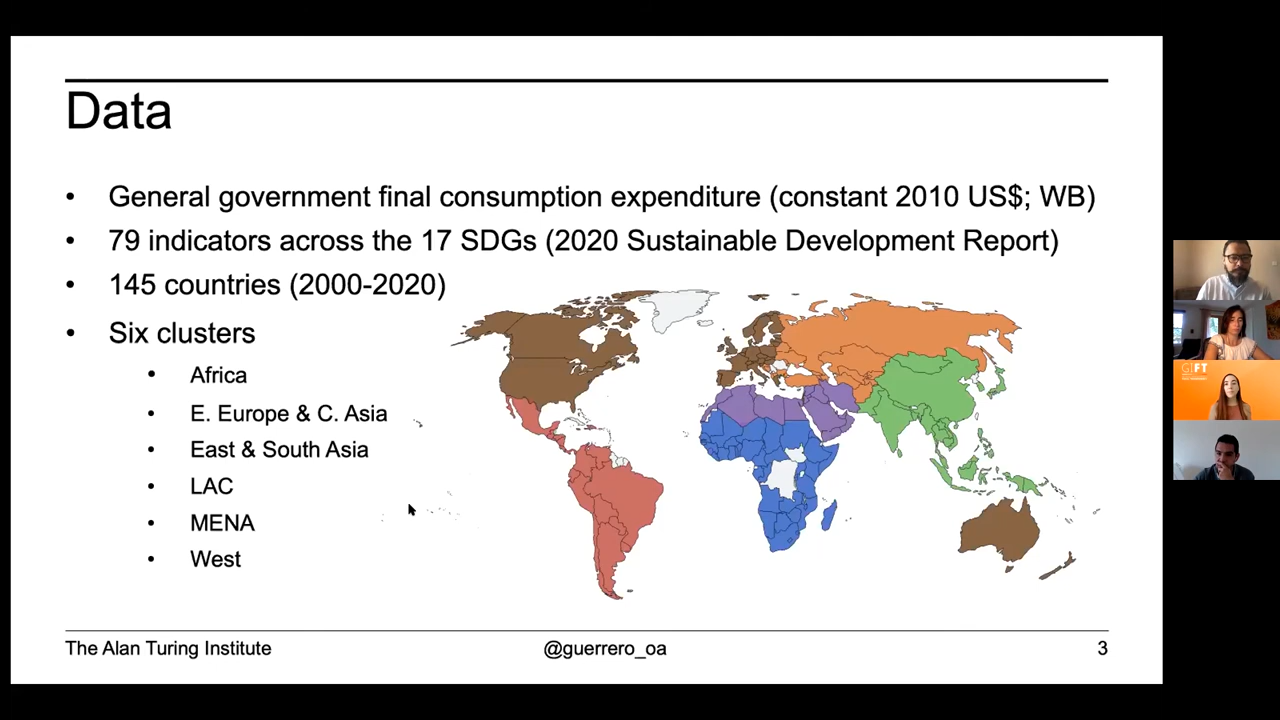 Data
• General government final consumption expenditure (constant 2010 US$; WB)
• 79 indicators across the 17 SDGs (2020 Sustainable Development Report)
• 145 countries (2000-2020)
• Six clusters
• Africa
• E. Europe & C. Asia
• East & South Asia
• LAC
• MENA
• West
The Alan Turing Institute
@guerrero_oa
3
GIFT